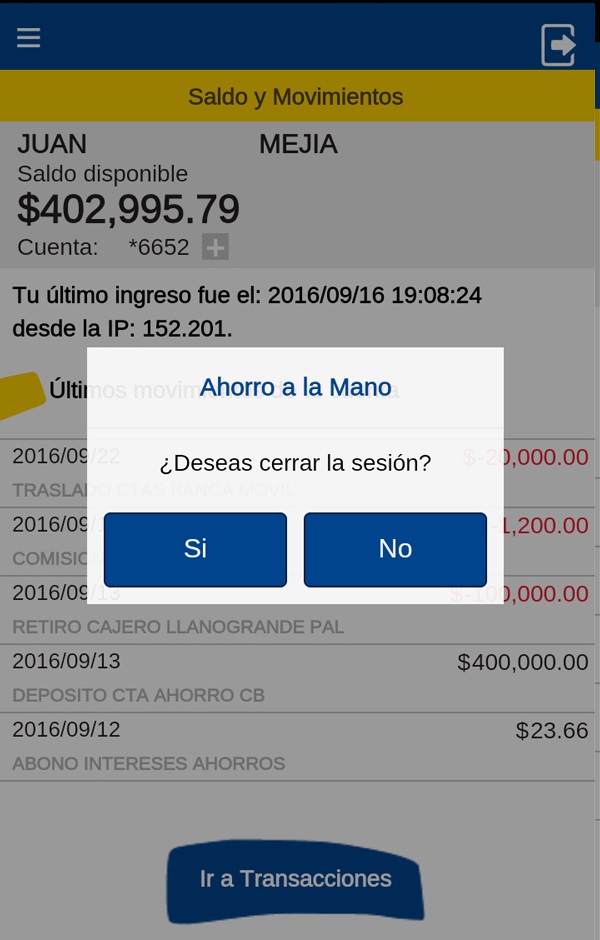 Saldo y Movimientos
JUAN MEJIA
Saldo disponible
$402,995.79
Cuenta: *6652
Tu último ingreso fue el: 2016/09/16 19:08:24
desde la IP: 152.201.
Últimos movimientos de tu cuenta
Ahorro a la Mano
2016/09/22 $-20,000.00
¿Deseas cerrar la sesión?
TRASLADO CTAS BANCA MOVIL
2016/09/ -1,200.00
Si No
COMISIO
2016/09/13 $-100,000.00
RETIRO CAJERO LLANOGRANDE PAL
2016/09/13 $400,000.00
DEPOSITO CTA AHORRO CB
2016/09/12 $23.66
ABONO INTERESES AHORROS
Ir a Transacciones